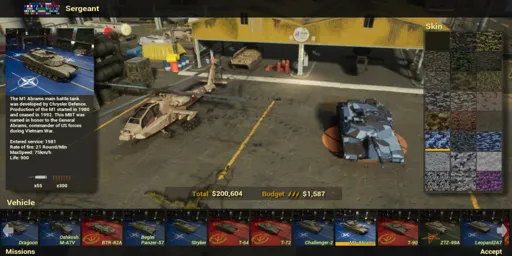 Sergeant
Skin
The M1 Abrams main battle tank
was developed by Chrysler Defence.
Production of the M1 started in 1980
and ceased in 1992. This MBT was
named in honor to the General
Abrams, commander of US forces
during Vietnam War.
Entered service: 1981
Rate of fire: 21 Round/Min
MaxSpeed: 75km/h
Life: 900
x55 x300
Total $200,604 Budget /// $1,587
Vehicle
Dragoon
Oshkosh M-ATV
BTR-82A
Begleit Panzer-57
Stryker
T-64
T-72
Challenger-2
M1-Abrams
T-90
ZTZ-99A
Leopard2A7
Missions
Accept